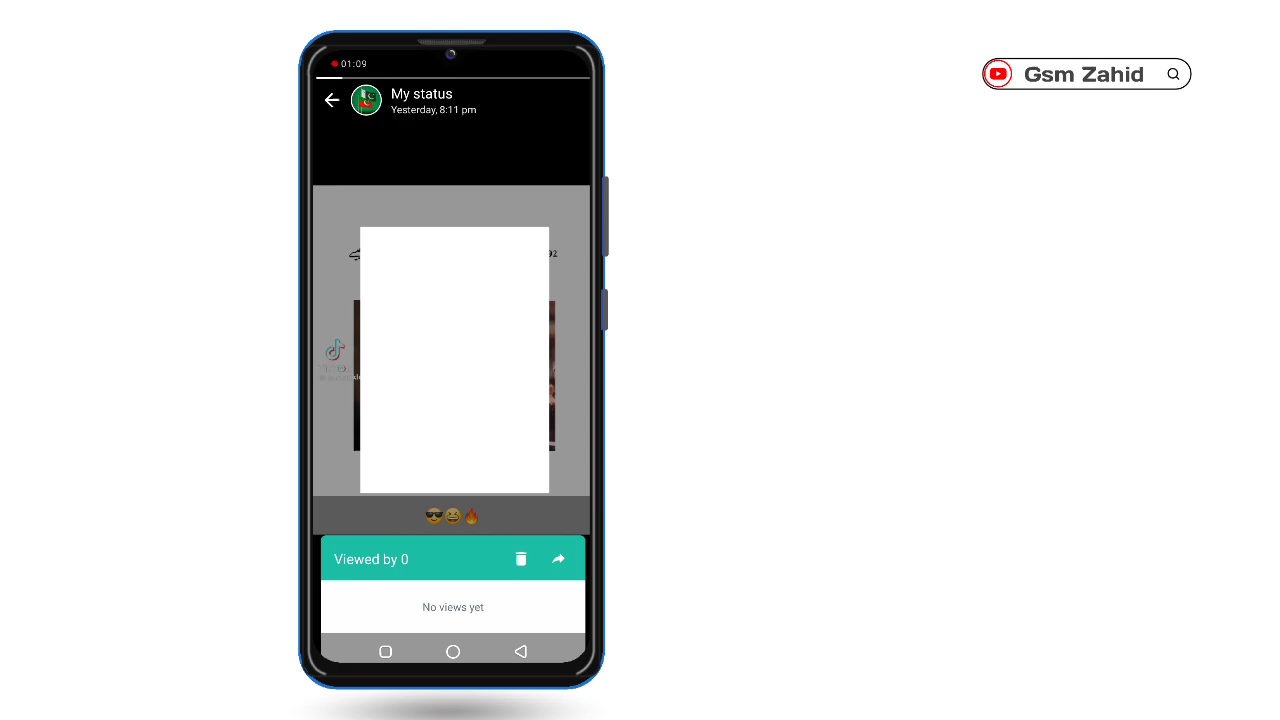 01:09
Gsm Zahid
My status
Yesterday, 8:11 pm
Viewed by 0
No views yet